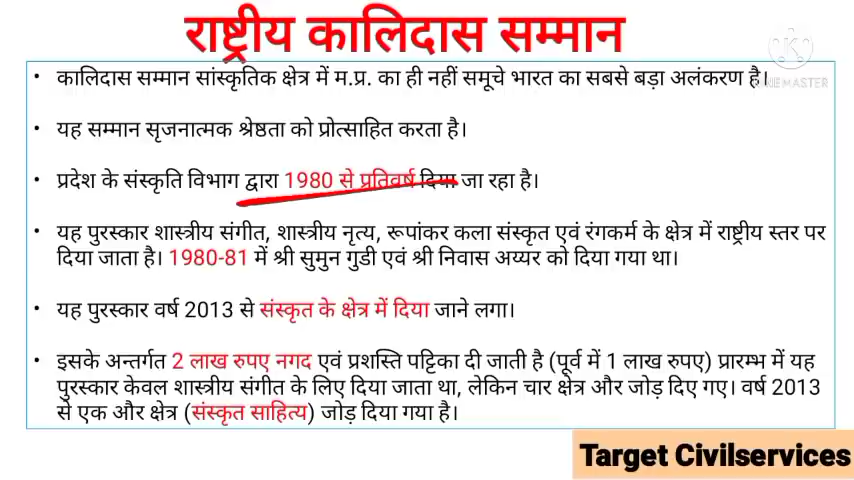 राष्ट्रीय कालिदास सम्मान
• कालिदास सम्मान सांस्कृतिक क्षेत्र में म.प्र. का ही नहीं समूचे भारत का सबसे बड़ा अलंकरण है।
• यह सम्मान सृजनात्मक श्रेष्ठता को प्रोत्साहित करता है।
• प्रदेश के संस्कृति विभाग द्वारा 1980 से प्रतिवर्ष दिया जा रहा है।
• यह पुरस्कार शास्त्रीय संगीत, शास्त्रीय नृत्य, रूपांकर कला संस्कृत एवं रंगकर्म के क्षेत्र में राष्ट्रीय स्तर पर
दिया जाता है। 1980-81 में श्री सुमुन गुडी एवं श्री निवास अय्यर को दिया गया था।
• यह पुरस्कार वर्ष 2013 से संस्कृत के क्षेत्र में दिया जाने लगा।
• इसके अन्तर्गत 2 लाख रुपए नगद एवं प्रशस्ति पट्टिका दी जाती है (पूर्व में 1 लाख रुपए) प्रारम्भ में यह
पुरस्कार केवल शास्त्रीय संगीत के लिए दिया जाता था, लेकिन चार क्षेत्र और जोड़ दिए गए। वर्ष 2013
से एक और क्षेत्र (संस्कृत साहित्य) जोड़ दिया गया है।
Target Civilservices